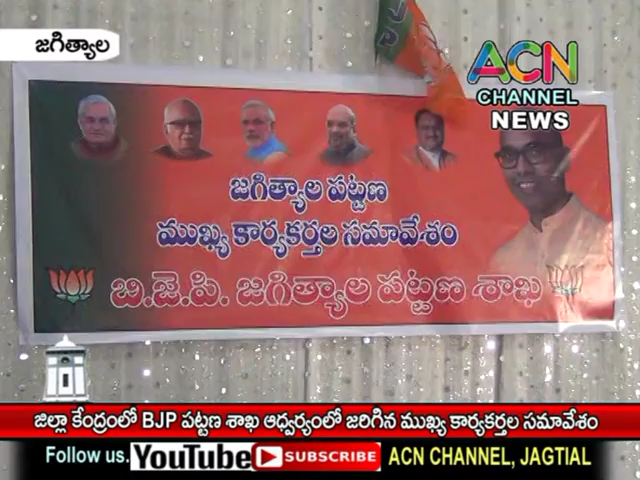 జగిత్యాల
ACN
CHANNEL
NEWS
జగిత్యాల పట్టణ
ముఖ్య కార్యకర్తల సమావేశం
బి.జె.పి. జగిత్యాల పట్టణ శాఖ
జిల్లా కేంద్రంలో BJP పట్టణ శాఖ ఆధ్వర్యంలో జరిగిన ముఖ్య కార్యకర్తల సమావేశం
Follow us. YouTube SUBSCRIBE ACN CHANNEL, JAGTIAL